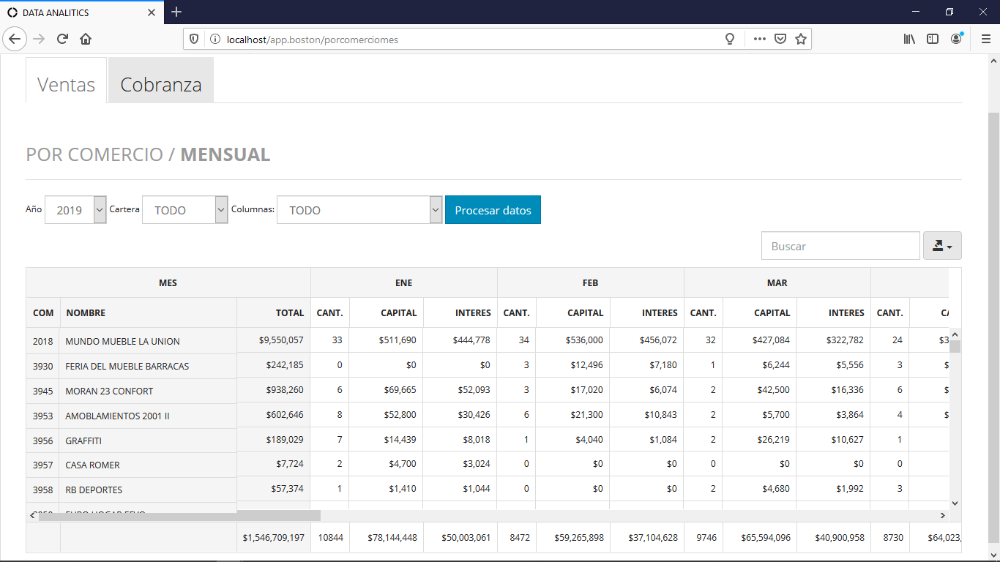 DATA ANALITICS
localhost/app.boston/porcomerciomes
Ventas Cobranza
POR COMERCIO / MENSUAL
Año 2019 Cartera TODO Columnas: TODO Procesar datos
Buscar
MES ENE FEB MAR
COM NOMBRE TOTAL CANT. CAPITAL INTERES CANT. CAPITAL INTERES CANT. CAPITAL INTERES CANT.
2018 MUNDO MUEBLE LA UNION $9,550,057 33 $511,690 $444,778 34 $536,000 $456,072 32 $427,084 $322,782 24 $3
3930 FERIA DEL MUEBLE BARRACAS $242,185 0 $0 $0 3 $12,496 $7,180 1 $6,244 $5,556 3 $
3945 MORAN 23 CONFORT $938,260 6 $69,665 $52,093 3 $17,020 $6,074 2 $42,500 $16,336 6 $
3953 AMOBLAMIENTOS 2001 II $602,646 8 $52,800 $30,426 6 $21,300 $10,843 2 $5,700 $3,864 4 $
3956 GRAFFITI $189,029 7 $14,439 $8,018 1 $4,040 $1,084 2 $26,219 $10,627 1
3957 CASA ROMER $7,724 2 $4,700 $3,024 0 $0 $0 0 $0 $0 0
3958 RB DEPORTES $57,374 1 $1,410 $1,044 0 $0 $0 2 $4,680 $1,992 3
$1,546,709,197 10844 $78,144,448 $50,003,061 8472 $59,265,898 $37,104,628 9746 $65,594,096 $40,900,958 8730 $64,023,